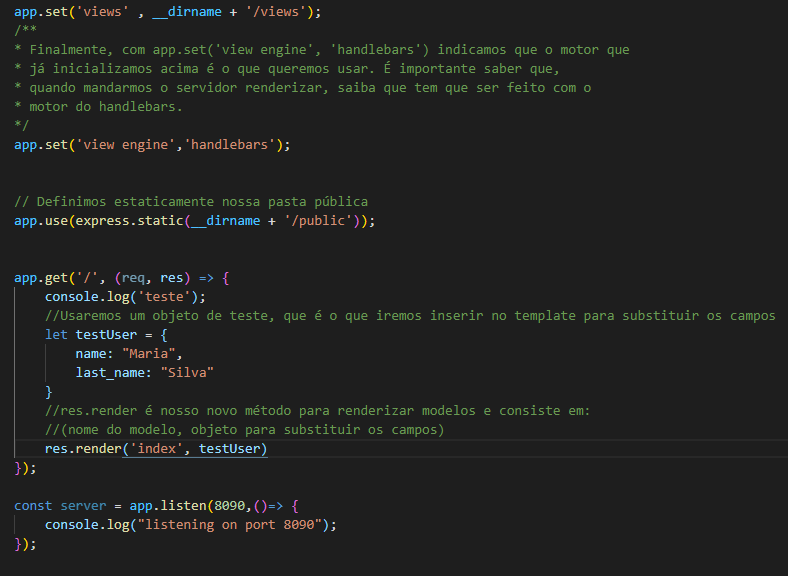 app.set('views' , __dirname + '/views');
/**
* Finalmente, com app.set('view engine', 'handlebars') indicamos que o motor que
* já inicializamos acima é o que queremos usar. É importante saber que,
* quando mandarmos o servidor renderizar, saiba que tem que ser feito com o
* motor do handlebars.
*/
app.set('view engine','handlebars');
// Definimos estaticamente nossa pasta pública
app.use(express.static(__dirname + '/public'));
app.get('/', (req, res) => {
    console.log('teste');
    //Usaremos um objeto de teste, que é o que iremos inserir no template para substituir os campos
    let testUser = {
        name: "Maria",
        last_name: "Silva"
    }
    //res.render é nosso novo método para renderizar modelos e consiste em:
    //(nome do modelo, objeto para substituir os campos)
    res.render('index', testUser)
});
const server = app.listen(8090,()=> {
    console.log("listening on port 8090");
});